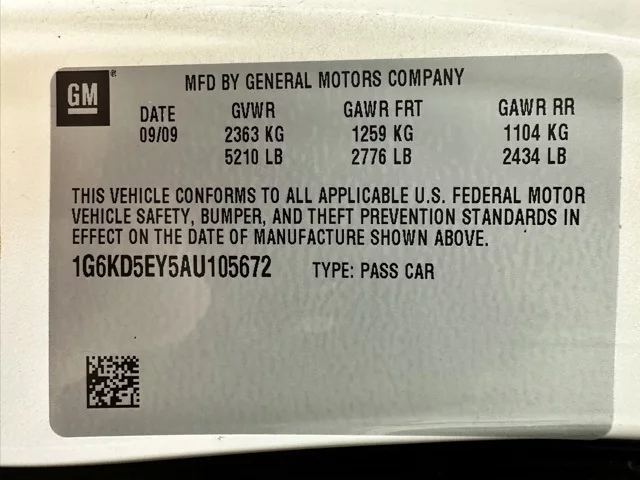 GM ®
MFD BY GENERAL MOTORS COMPANY
DATE GVWR GAWR FRT GAWR RR
09/09 2363 KG 1259 KG 1104 KG
5210 LB 2776 LB 2434 LB
THIS VEHICLE CONFORMS TO ALL APPLICABLE U.S. FEDERAL MOTOR
VEHICLE SAFETY, BUMPER, AND THEFT PREVENTION STANDARDS IN
EFFECT ON THE DATE OF MANUFACTURE SHOWN ABOVE.
1G6KD5EY5AU105672 TYPE: PASS CAR